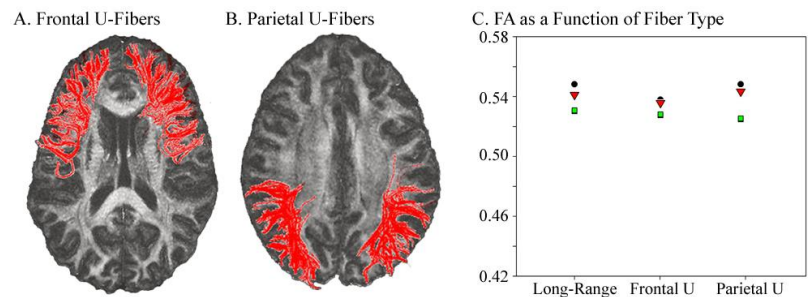 A. Frontal U-Fibers
B. Parietal U-Fibers
C. FA as a Function of Fiber Type
0.58
0.54
0.50
0.46
0.42
Long-Range Frontal U Parietal U